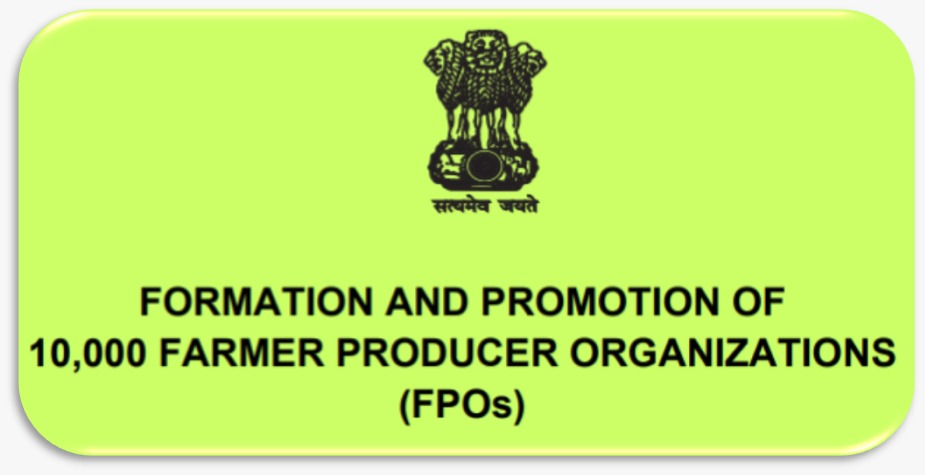 सत्यमेव जयते
FORMATION AND PROMOTION OF
10,000 FARMER PRODUCER ORGANIZATIONS
(FPOs)